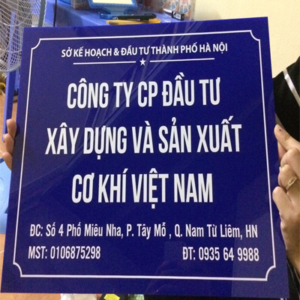 SỞ KẾ HOẠCH & ĐẦU TƯ THÀNH PHỐ HÀ NỘI
CÔNG TY CP ĐẦU TƯ
XÂY DỰNG VÀ SẢN XUẤT
CƠ KHÍ VIỆT NAM
ĐC: Số 4 Phố Miêu Nha, P. Tây Mỗ , Q. Nam Từ Liêm, HN
MST: 0106875298 ĐT: 0935 64 9988